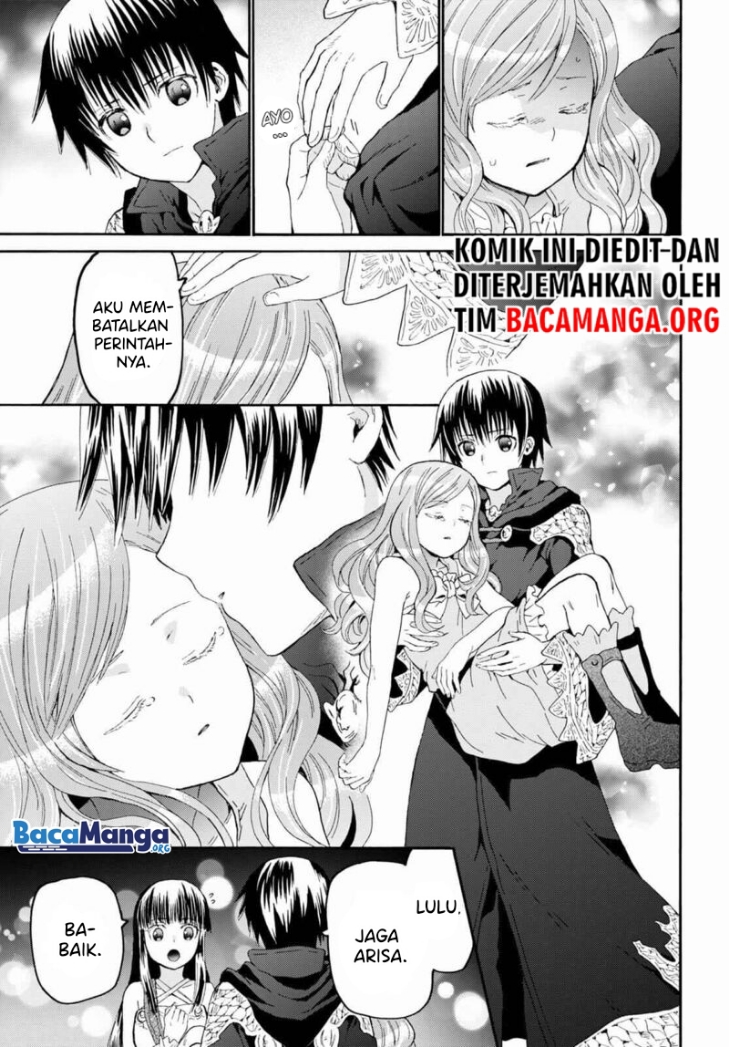 AYO
...
KOMIK INI DIEDIT DAN
DITERJEMAHKAN OLEH
TIM BACAMANGA.ORG
AKU MEM-
BATALKAN
PERINTAH-
NYA.
BacaManga
.ORG
LULU,
JAGA
ARISA.
BA-
BAIK.